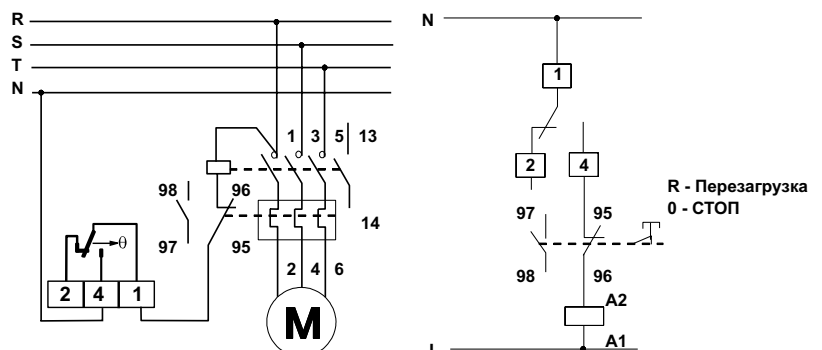 R
S
T
N
1 3 5 13
98 96
14
97 95
θ
2 4 6
2 4 1
M
N
1
2 4
R - Перезагрузка
0 - СТОП
97 95
98 96
A2
A1
L